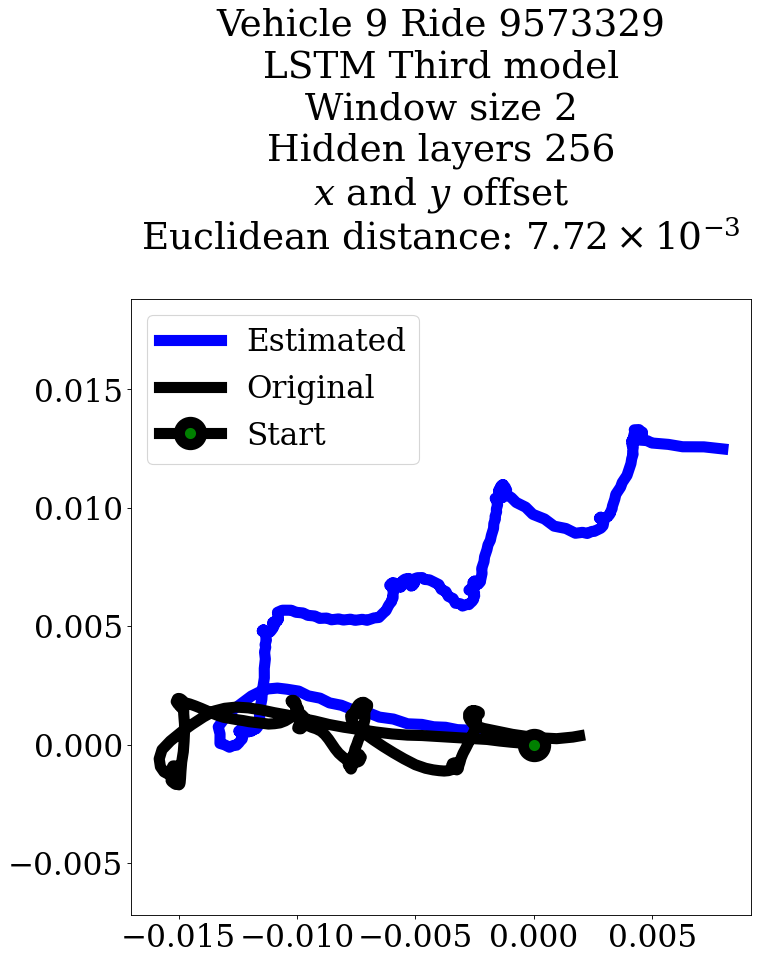 Vehicle 9 Ride 9573329
LSTM Third model
Window size 2
Hidden layers 256
x and y offset
Euclidean distance: 7.72 × 10⁻³
Estimated
Original
Start
0.015
0.010
0.005
0.000
−0.005
−0.015 −0.010 −0.005 0.000 0.005